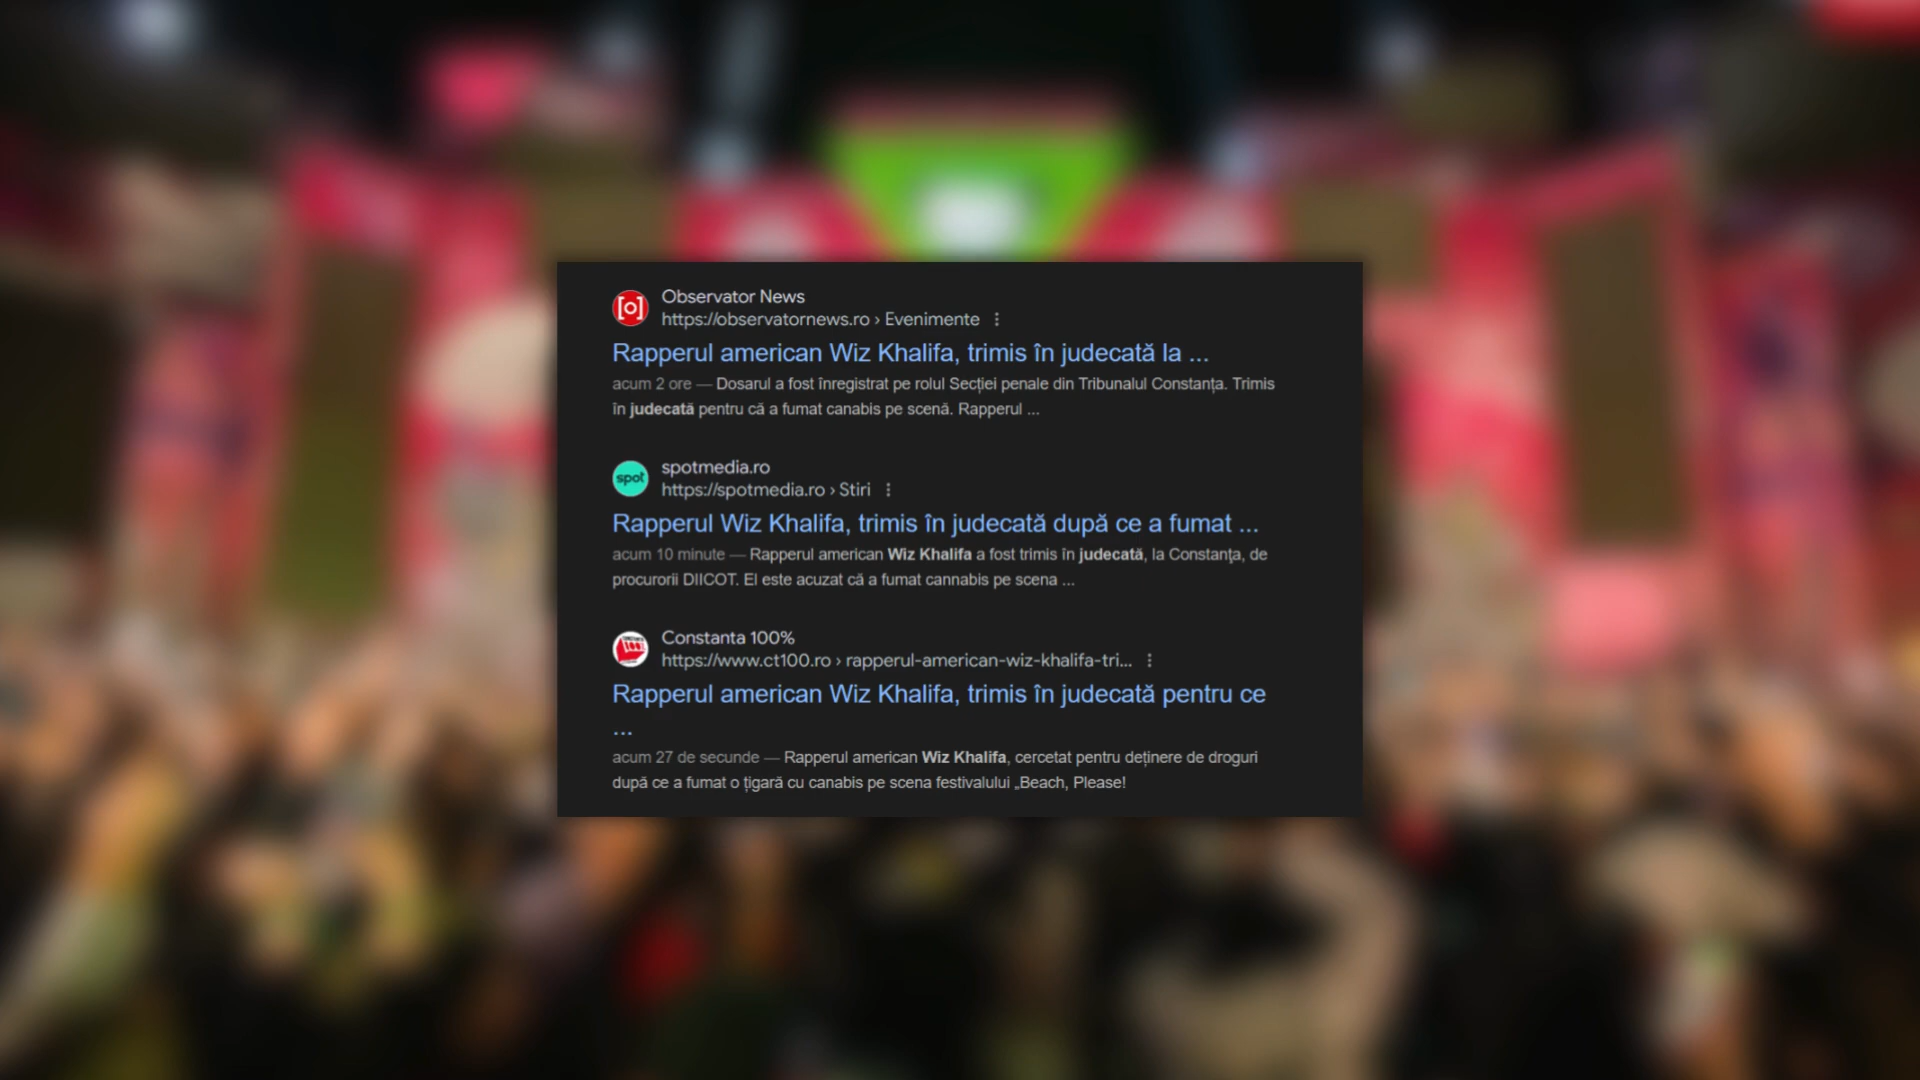 Observator News
https://observatornews.ro › Evenimente
Rapperul american Wiz Khalifa, trimis în judecată la ...
acum 2 ore — Dosarul a fost înregistrat pe rolul Secției penale din Tribunalul Constanța. Trimis
în judecată pentru că a fumat canabis pe scenă. Rapperul ...
spot
spotmedia.ro
https://spotmedia.ro › Stiri
Rapperul Wiz Khalifa, trimis în judecată după ce a fumat ...
acum 10 minute — Rapperul american Wiz Khalifa a fost trimis în judecată, la Constanţa, de
procurorii DIICOT. El este acuzat că a fumat cannabis pe scena ...
Constanta 100%
https://www.ct100.ro › rapperul-american-wiz-khalifa-tri...
Rapperul american Wiz Khalifa, trimis în judecată pentru ce
...
acum 27 de secunde — Rapperul american Wiz Khalifa, cercetat pentru deținere de droguri
după ce a fumat o țigară cu canabis pe scena festivalului „Beach, Please!